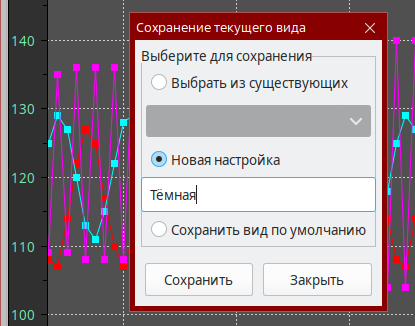 Сохранение текущего вида
Выберите для сохранения
Выбрать из существующих
Новая настройка
Тёмная
Сохранить вид по умолчанию
Сохранить
Закрыть
140
130
120
110
100